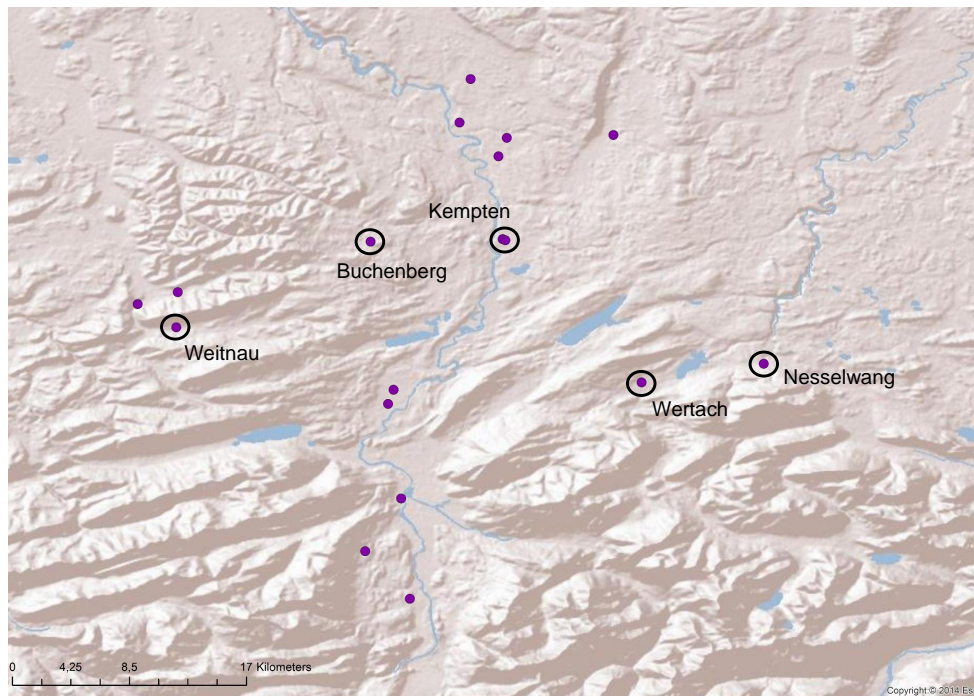 Kempten
Buchenberg
Weitnau
Nesselwang
Wertach
0 4,25 8,5 17 Kilometers
Copyright:© 2014 Es